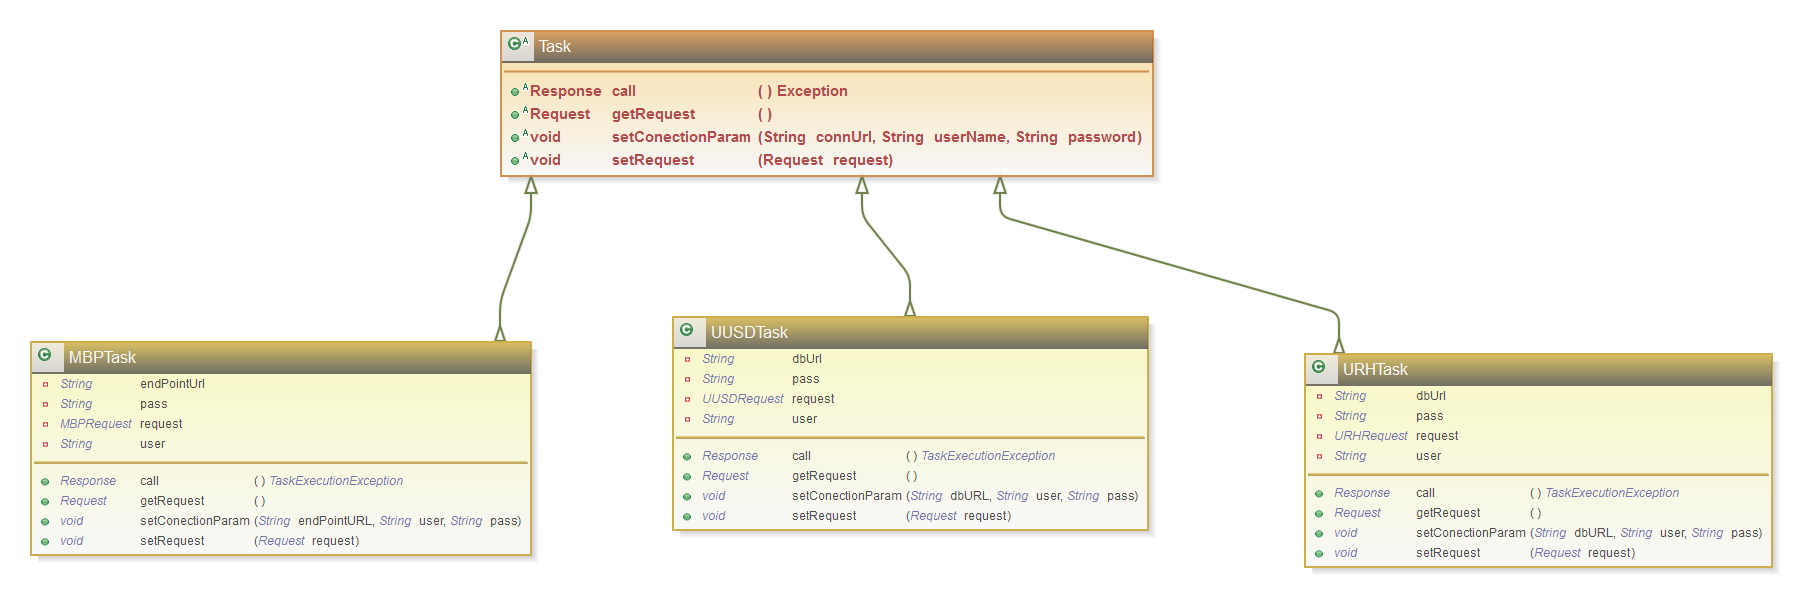 Task
A Response call ( ) Exception
A Request getRequest ( )
A void setConectionParam (String connUrl, String userName, String password)
A void setRequest (Request request)
C MBPTask
String endPointUrl
String pass
MBPRequest request
String user
Response call ( ) TaskExecutionException
Request getRequest ( )
void setConectionParam (String endPointURL, String user, String pass)
void setRequest (Request request)
C UUSDTask
String dbUrl
String pass
UUSDRequest request
String user
Response call ( ) TaskExecutionException
Request getRequest ( )
void setConectionParam (String dbURL, String user, String pass)
void setRequest (Request request)
C URHTask
String dbUrl
String pass
URHRequest request
String user
Response call ( ) TaskExecutionException
Request getRequest ( )
void setConectionParam (String dbURL, String user, String pass)
void setRequest (Request request)